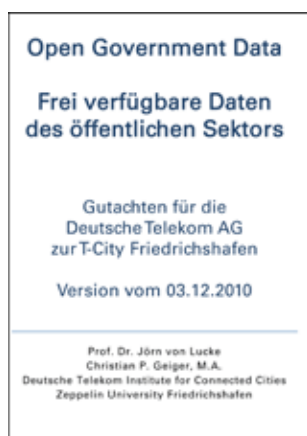 Open Government Data
Frei verfügbare Daten
des öffentlichen Sektors
Gutachten für die
Deutsche Telekom AG
zur T-City Friedrichshafen
Version vom 03.12.2010
Prof. Dr. Jörn von Lucke
Christian P. Geiger, M.A.
Deutsche Telekom Institute for Connected Cities
Zeppelin University Friedrichshafen